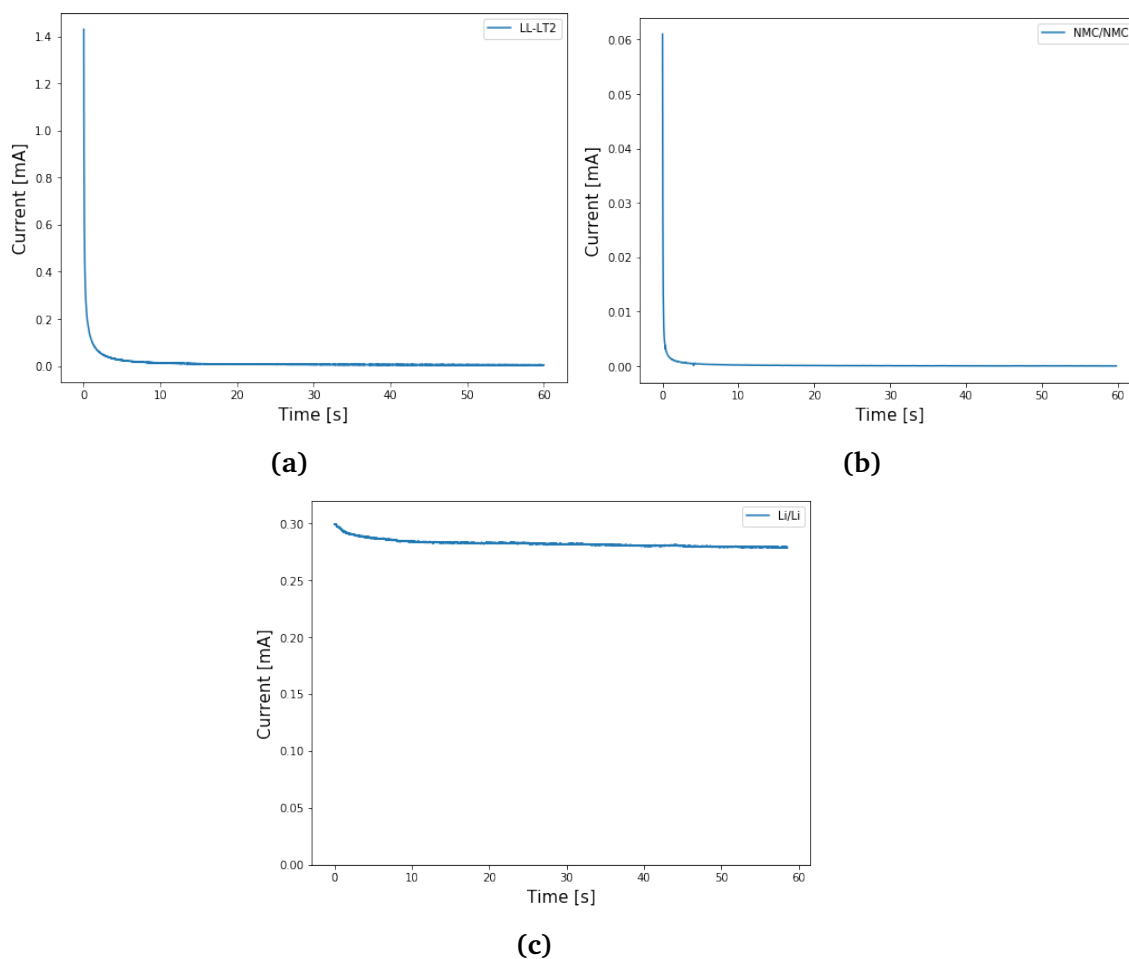 LL-LT2
Current [mA]
1.4
1.2
1.0
0.8
0.6
0.4
0.2
0.0
0 10 20 30 40 50 60
Time [s]
(a)
NMC/NMC
Current [mA]
0.06
0.05
0.04
0.03
0.02
0.01
0.00
0 10 20 30 40 50 60
Time [s]
(b)
Li/Li
Current [mA]
0.30
0.25
0.20
0.15
0.10
0.05
0.00
0 10 20 30 40 50 60
Time [s]
(c)